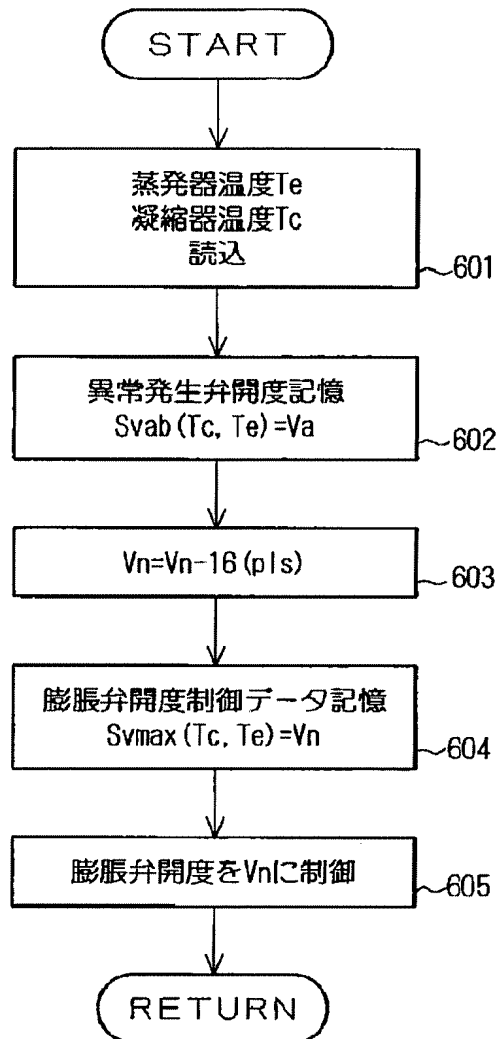 START
蒸発器温度Te
凝縮器温度Tc
読込
601
異常発生弁開度記憶
Svab(Tc, Te)=Va
602
Vn=Vn-16(pls)
603
膨脹弁開度制御データ記憶
Svmax(Tc, Te)=Vn
604
膨脹弁開度をVnに制御
605
RETURN